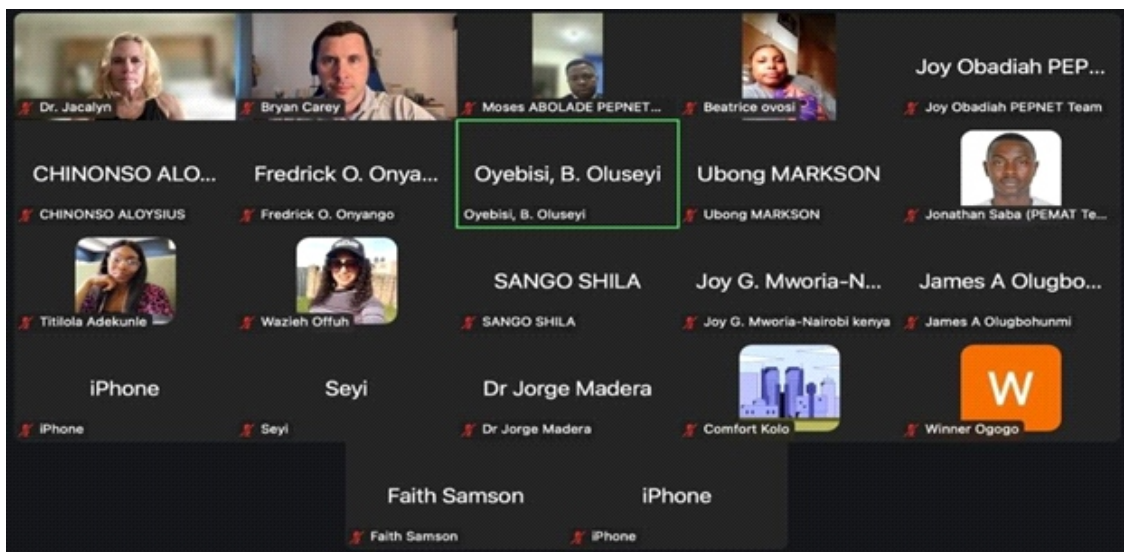 Dr. Jacalyn
Bryan Carey
Moses ABOLADE PEPNET...
Beatrice ovosi
Joy Obadiah PEP...
Joy Obadiah PEPNET Team
CHINONSO ALO...
CHINONSO ALOYSIUS
Fredrick O. Onya...
Fredrick O. Onyango
Oyebisi, B. Oluseyi
Oyebisi, B. Oluseyi
Ubong MARKSON
Ubong MARKSON
Jonathan Saba (PEMAT Te...
Titilola Adekunle
Wazieh Offuh
SANGO SHILA
SANGO SHILA
Joy G. Mworia-N...
Joy G. Mworia-Nairobi kenya
James A Olugbo...
James A Olugbohunmi
iPhone
iPhone
Seyi
Seyi
Dr Jorge Madera
Dr Jorge Madera
Comfort Kolo
W
Winner Ogogo
Faith Samson
Faith Samson
iPhone
iPhone